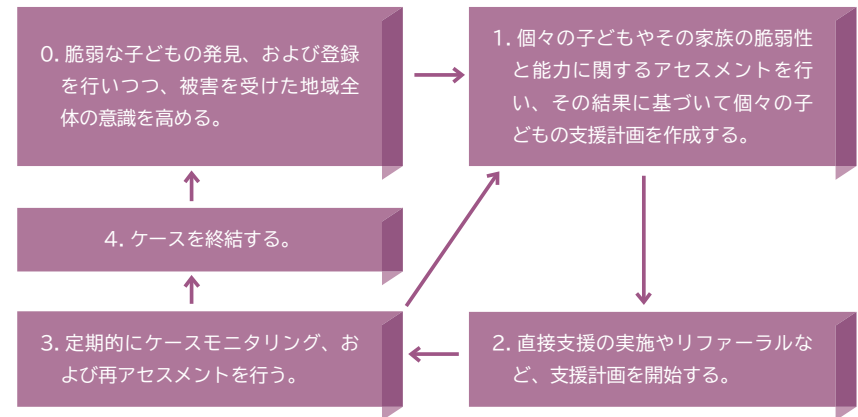 0. 脆弱な子どもの発見、および登録
を行いつつ、被害を受けた地域全
体の意識を高める。
1. 個々の子どもやその家族の脆弱性
と能力に関するアセスメントを行
い、その結果に基づいて個々の子
どもの支援計画を作成する。
4. ケースを終結する。
3. 定期的にケースモニタリング、お
よび再アセスメントを行う。
2. 直接支援の実施やリファーラルな
ど、支援計画を開始する。